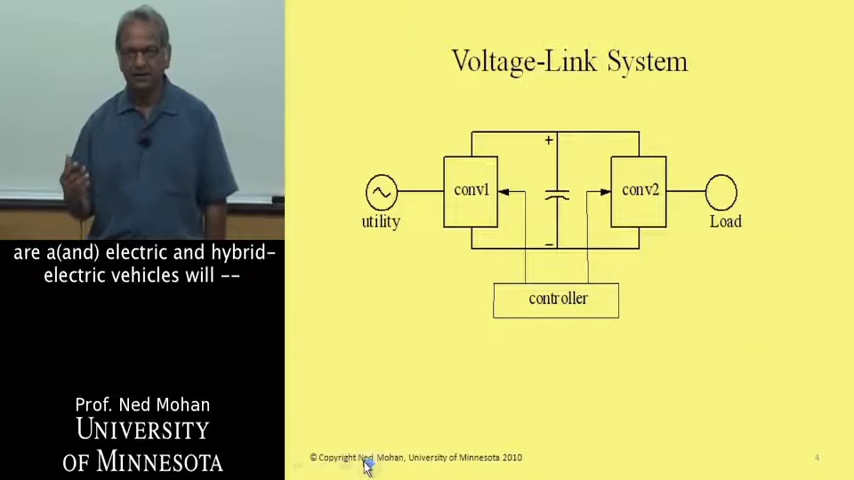 Voltage-Link System
+
conv1
conv2
utility
Load
−
controller
are a(and) electric and hybrid-
electric vehicles will --
Prof. Ned Mohan
UNIVERSITY
OF MINNESOTA
© Copyright Ned Mohan, University of Minnesota 2010
4